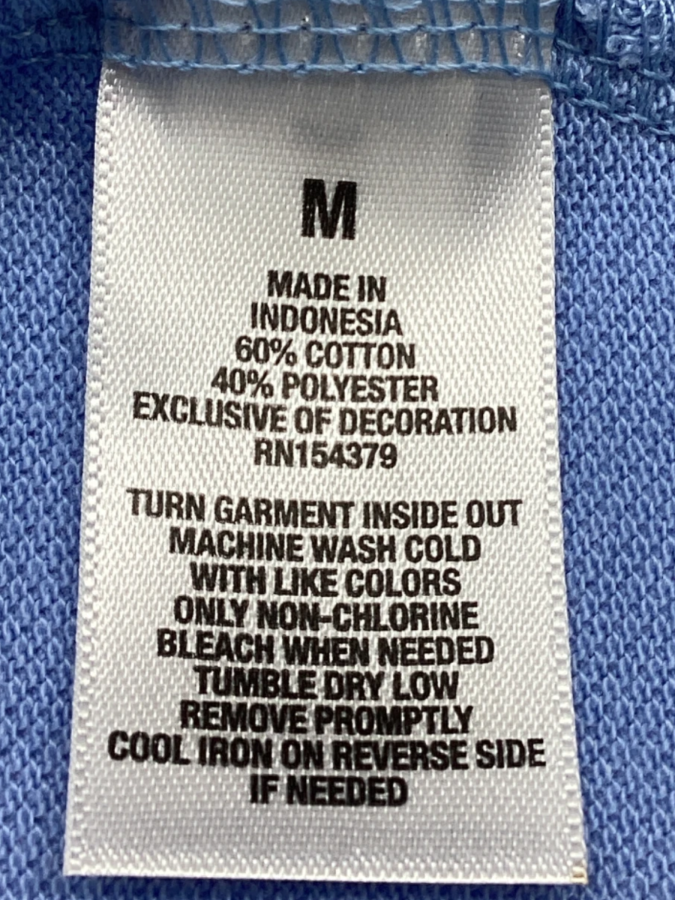 M
MADE IN
INDONESIA
60% COTTON
40% POLYESTER
EXCLUSIVE OF DECORATION
RN154379
TURN GARMENT INSIDE OUT
MACHINE WASH COLD
WITH LIKE COLORS
ONLY NON-CHLORINE
BLEACH WHEN NEEDED
TUMBLE DRY LOW
REMOVE PROMPTLY
COOL IRON ON REVERSE SIDE
IF NEEDED